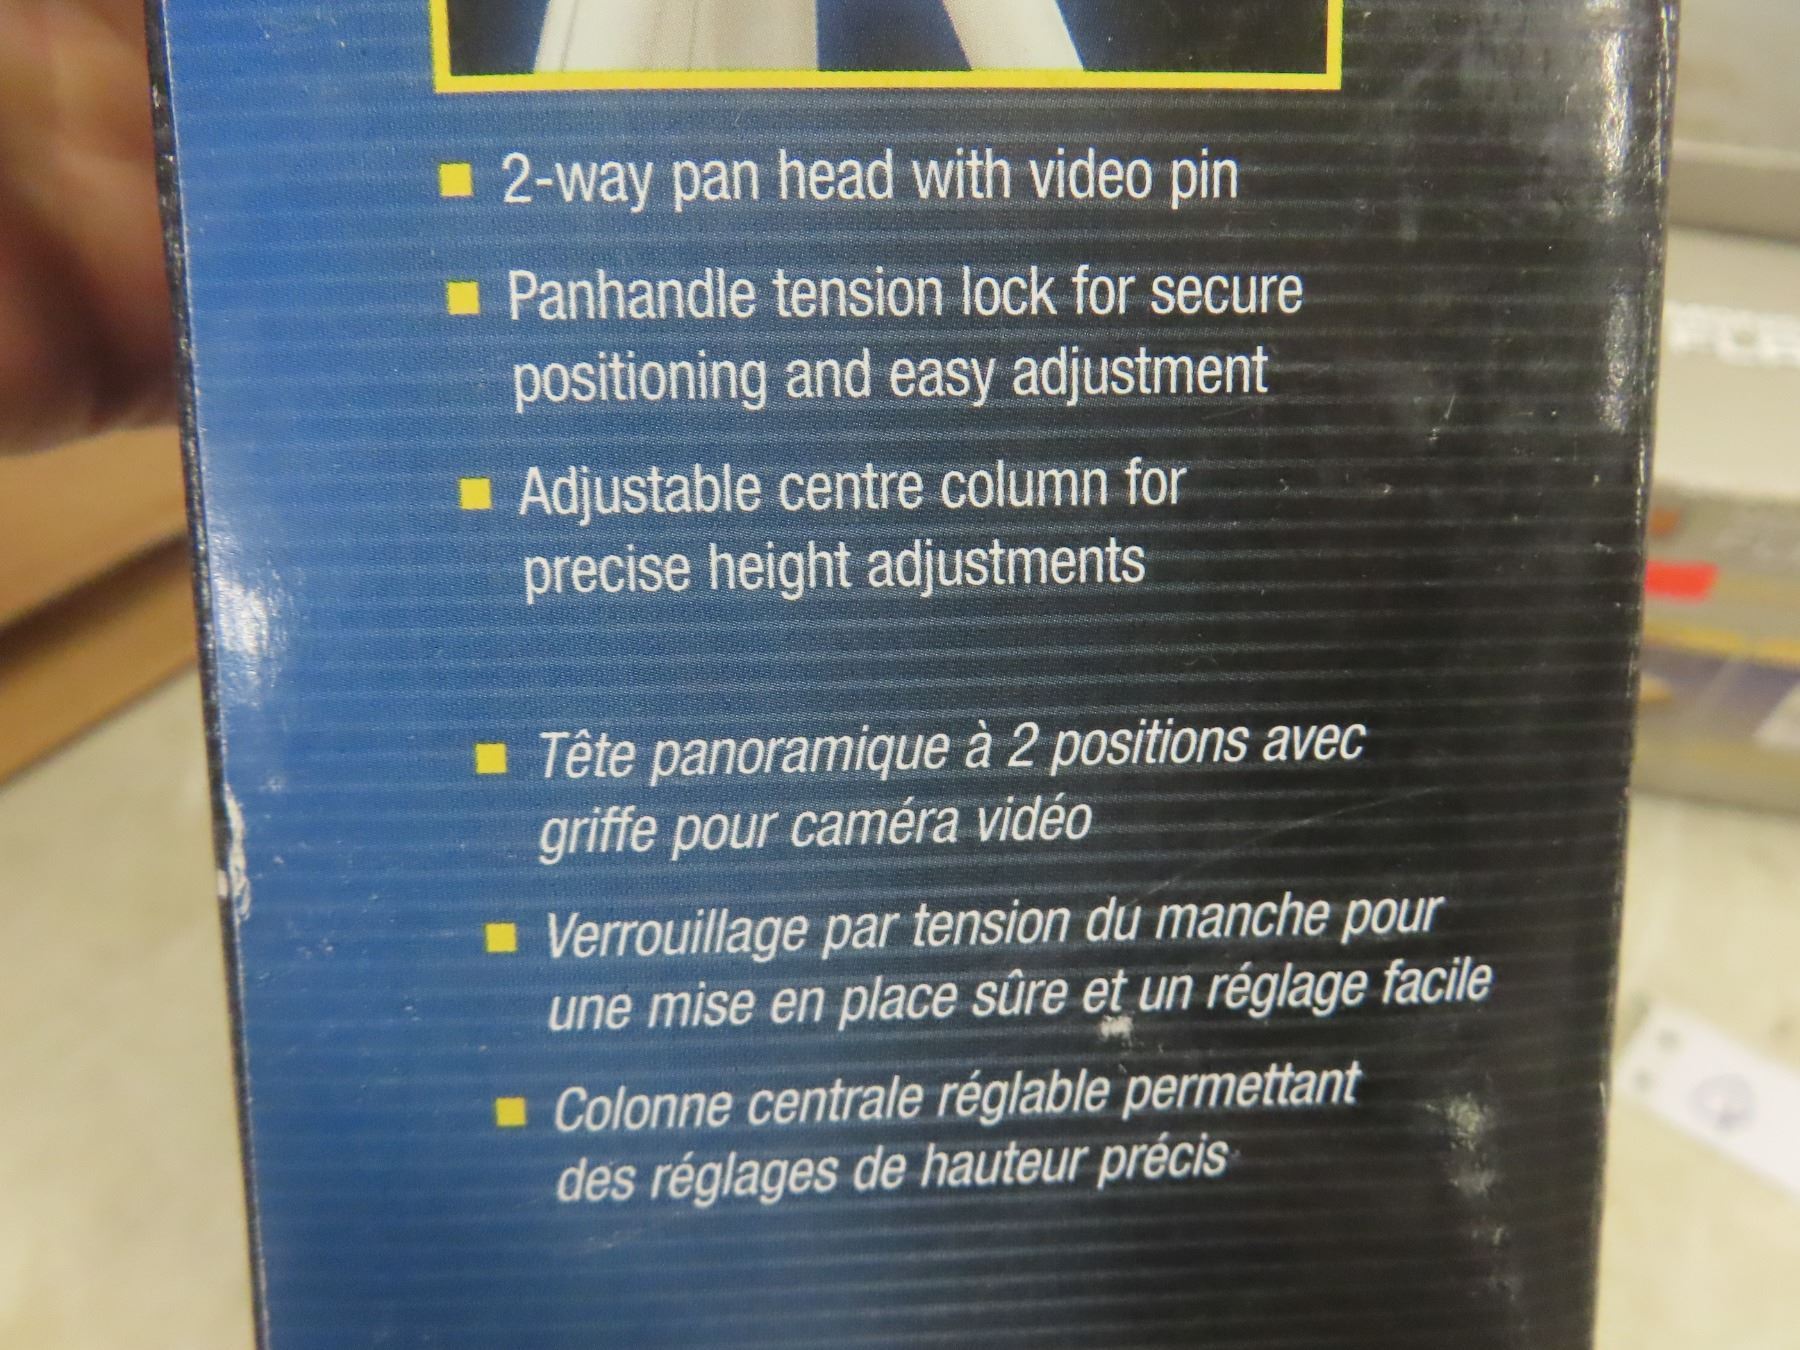 2-way pan head with video pin
Panhandle tension lock for secure
positioning and easy adjustment
Adjustable centre column for
precise height adjustments
Tête panoramique à 2 positions avec
griffe pour caméra vidéo
Verrouillage par tension du manche pour
une mise en place sûre et un réglage facile
Colonne centrale réglable permettant
des réglages de hauteur précis